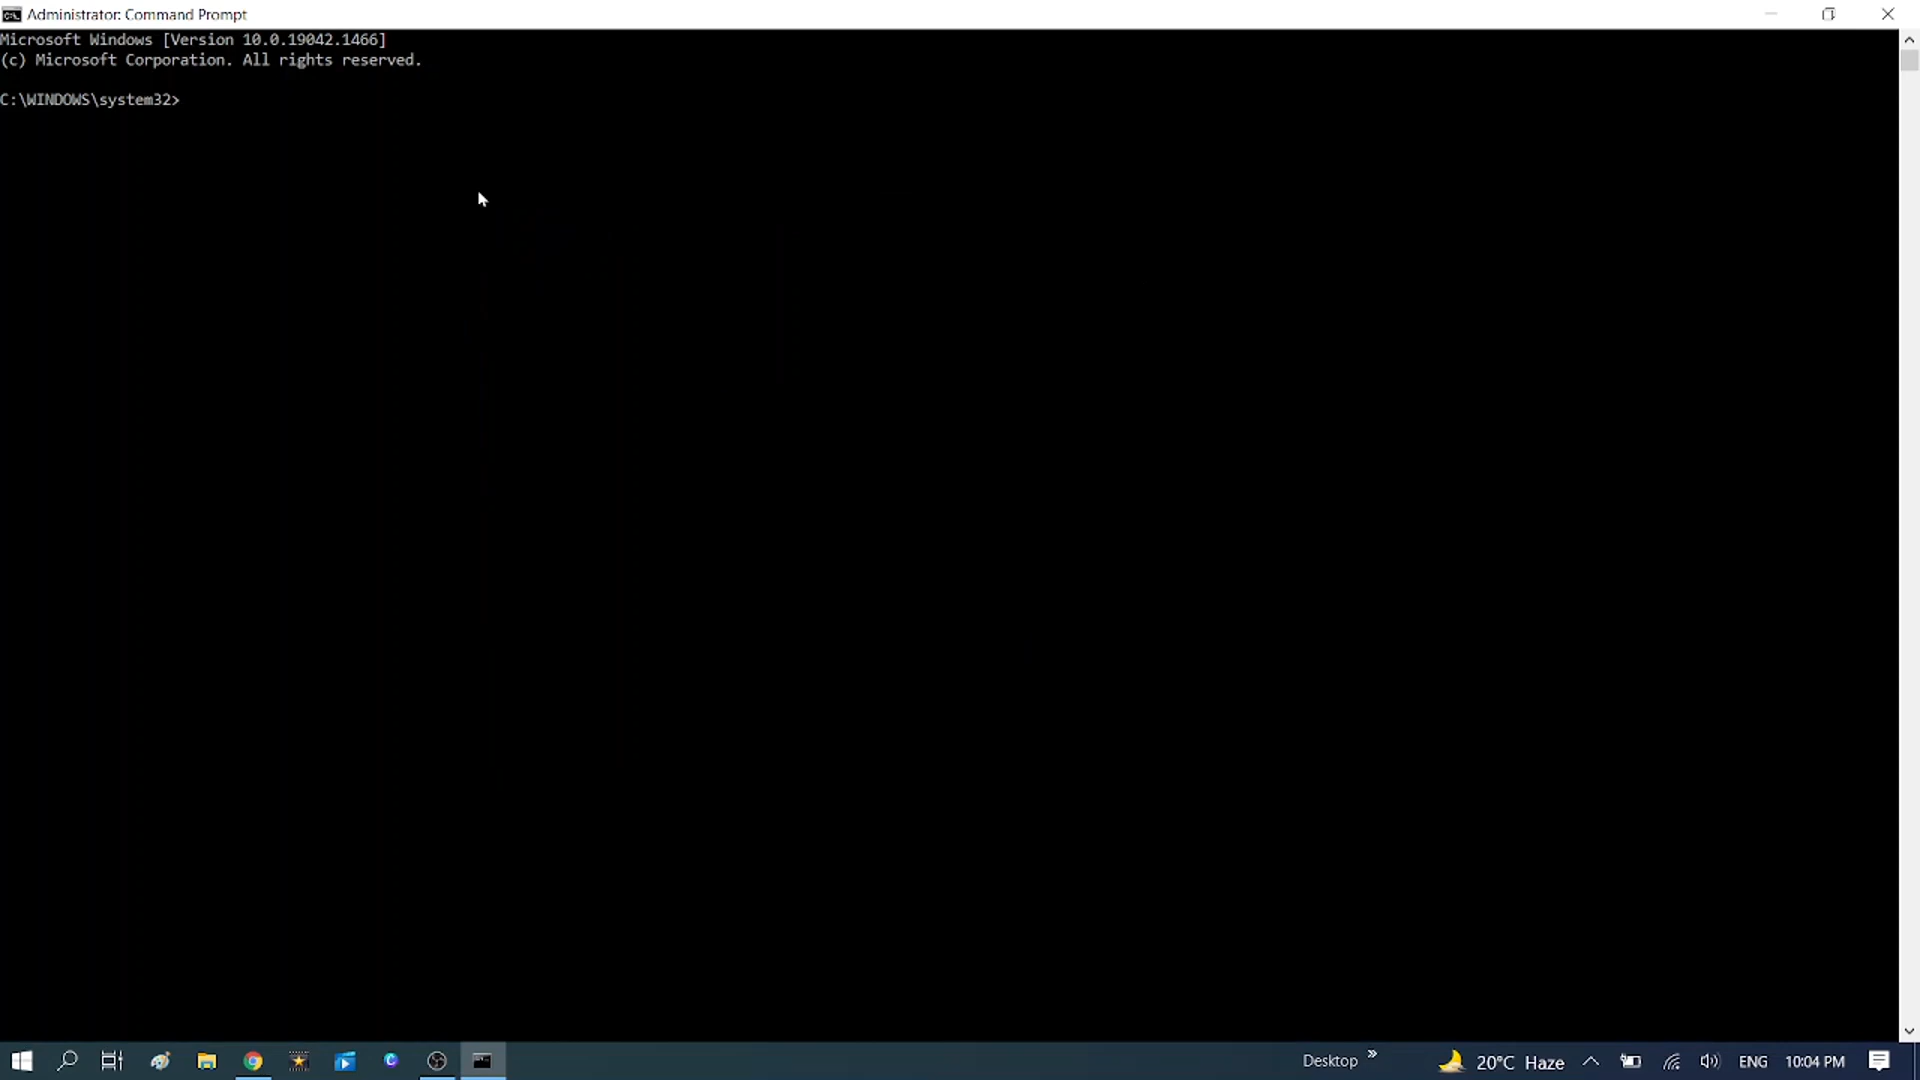 Administrator: Command Prompt
Microsoft Windows [Version 10.0.19042.1466]
(c) Microsoft Corporation. All rights reserved.
C:\WINDOWS\system32>
Desktop
20°C Haze
ENG
10:04 PM